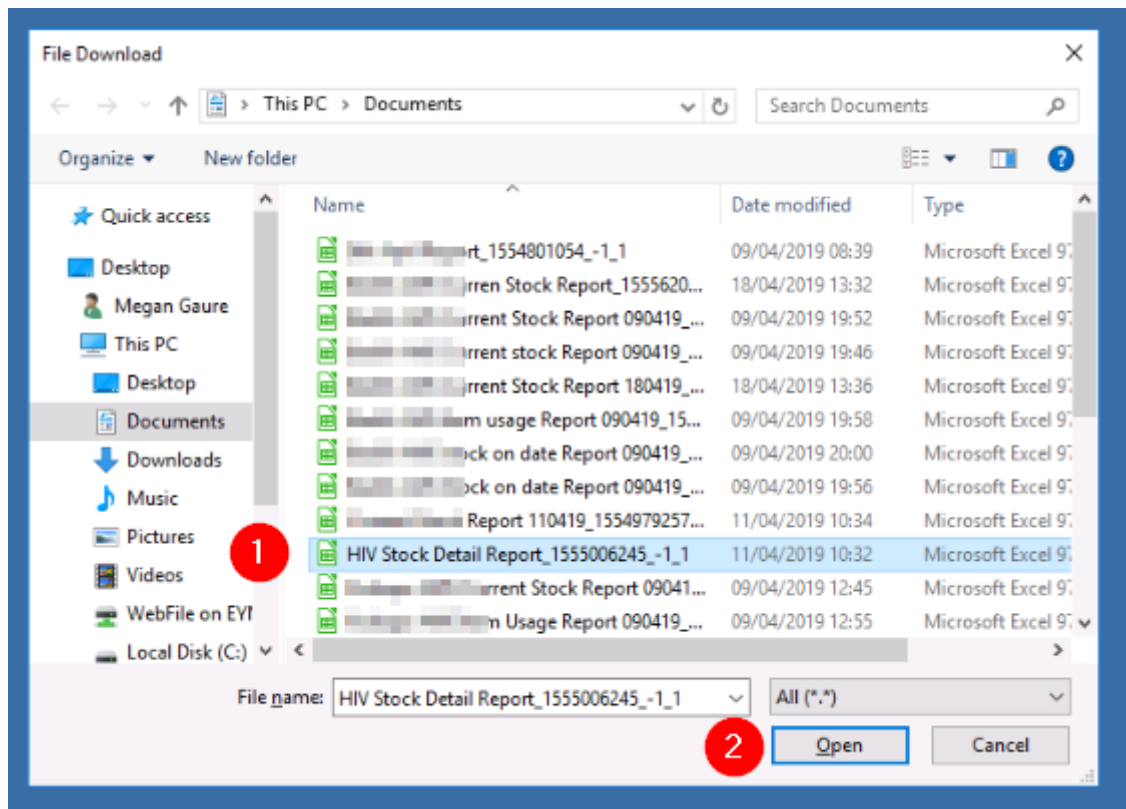 File Download
This PC > Documents
Search Documents
Organize
New folder
Name
Date modified
Type
Quick access
Desktop
Megan Gaure
This PC
Desktop
Documents
Downloads
Music
Pictures
Videos
WebFile on EYI
Local Disk (C:)
rt_1554801054_-1_1 09/04/2019 08:39 Microsoft Excel 97
rren Stock Report_1555620... 18/04/2019 13:32 Microsoft Excel 97
rrent Stock Report 090419_... 09/04/2019 19:52 Microsoft Excel 97
rrent stock Report 090419_... 09/04/2019 19:46 Microsoft Excel 97
rrent Stock Report 180419_... 18/04/2019 13:36 Microsoft Excel 97
m usage Report 090419_15... 09/04/2019 19:58 Microsoft Excel 97
ock on date Report 090419_... 09/04/2019 20:00 Microsoft Excel 97
ock on date Report 090419_... 09/04/2019 19:56 Microsoft Excel 97
Report 110419_1554979257... 11/04/2019 10:34 Microsoft Excel 97
1 HIV Stock Detail Report_1555006245_-1_1 11/04/2019 10:32 Microsoft Excel 97
rrent Stock Report 09041... 09/04/2019 12:45 Microsoft Excel 97
m Usage Report 090419_... 09/04/2019 12:55 Microsoft Excel 97
File name: HIV Stock Detail Report_1555006245_-1_1
All (*.*)
2 Open
Cancel